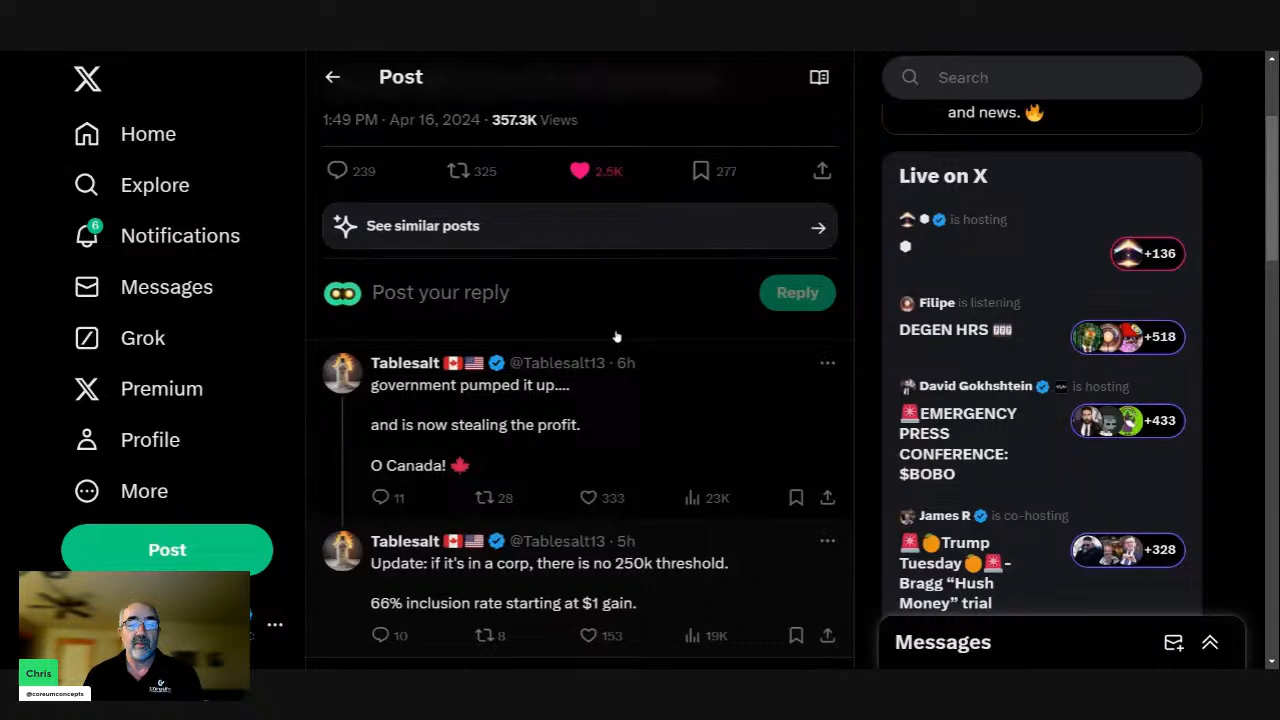 Home
Explore
6
Notifications
Messages
Grok
Premium
Profile
More
Post
Chris
@coreumconcepts
Post
1:49 PM · Apr 16, 2024 · 357.3K Views
239 325 2.5K 277
See similar posts
Post your reply
Reply
Tablesalt @Tablesalt13 · 6h
government pumped it up....
and is now stealing the profit.
O Canada! 🍁
11 28 333 23K
Tablesalt @Tablesalt13 · 5h
Update: if it's in a corp, there is no 250k threshold.
66% inclusion rate starting at $1 gain.
10 8 153 19K
Search
and news. 🔥
Live on X
is hosting
+136
Filipe is listening
DEGEN HRS
+518
David Gokhshtein is hosting
🚨EMERGENCY
PRESS
CONFERENCE:
$BOBO
+433
James R is co-hosting
🚨🍊Trump
Tuesday🍊🚨-
Bragg “Hush
Money” trial
+328
Messages